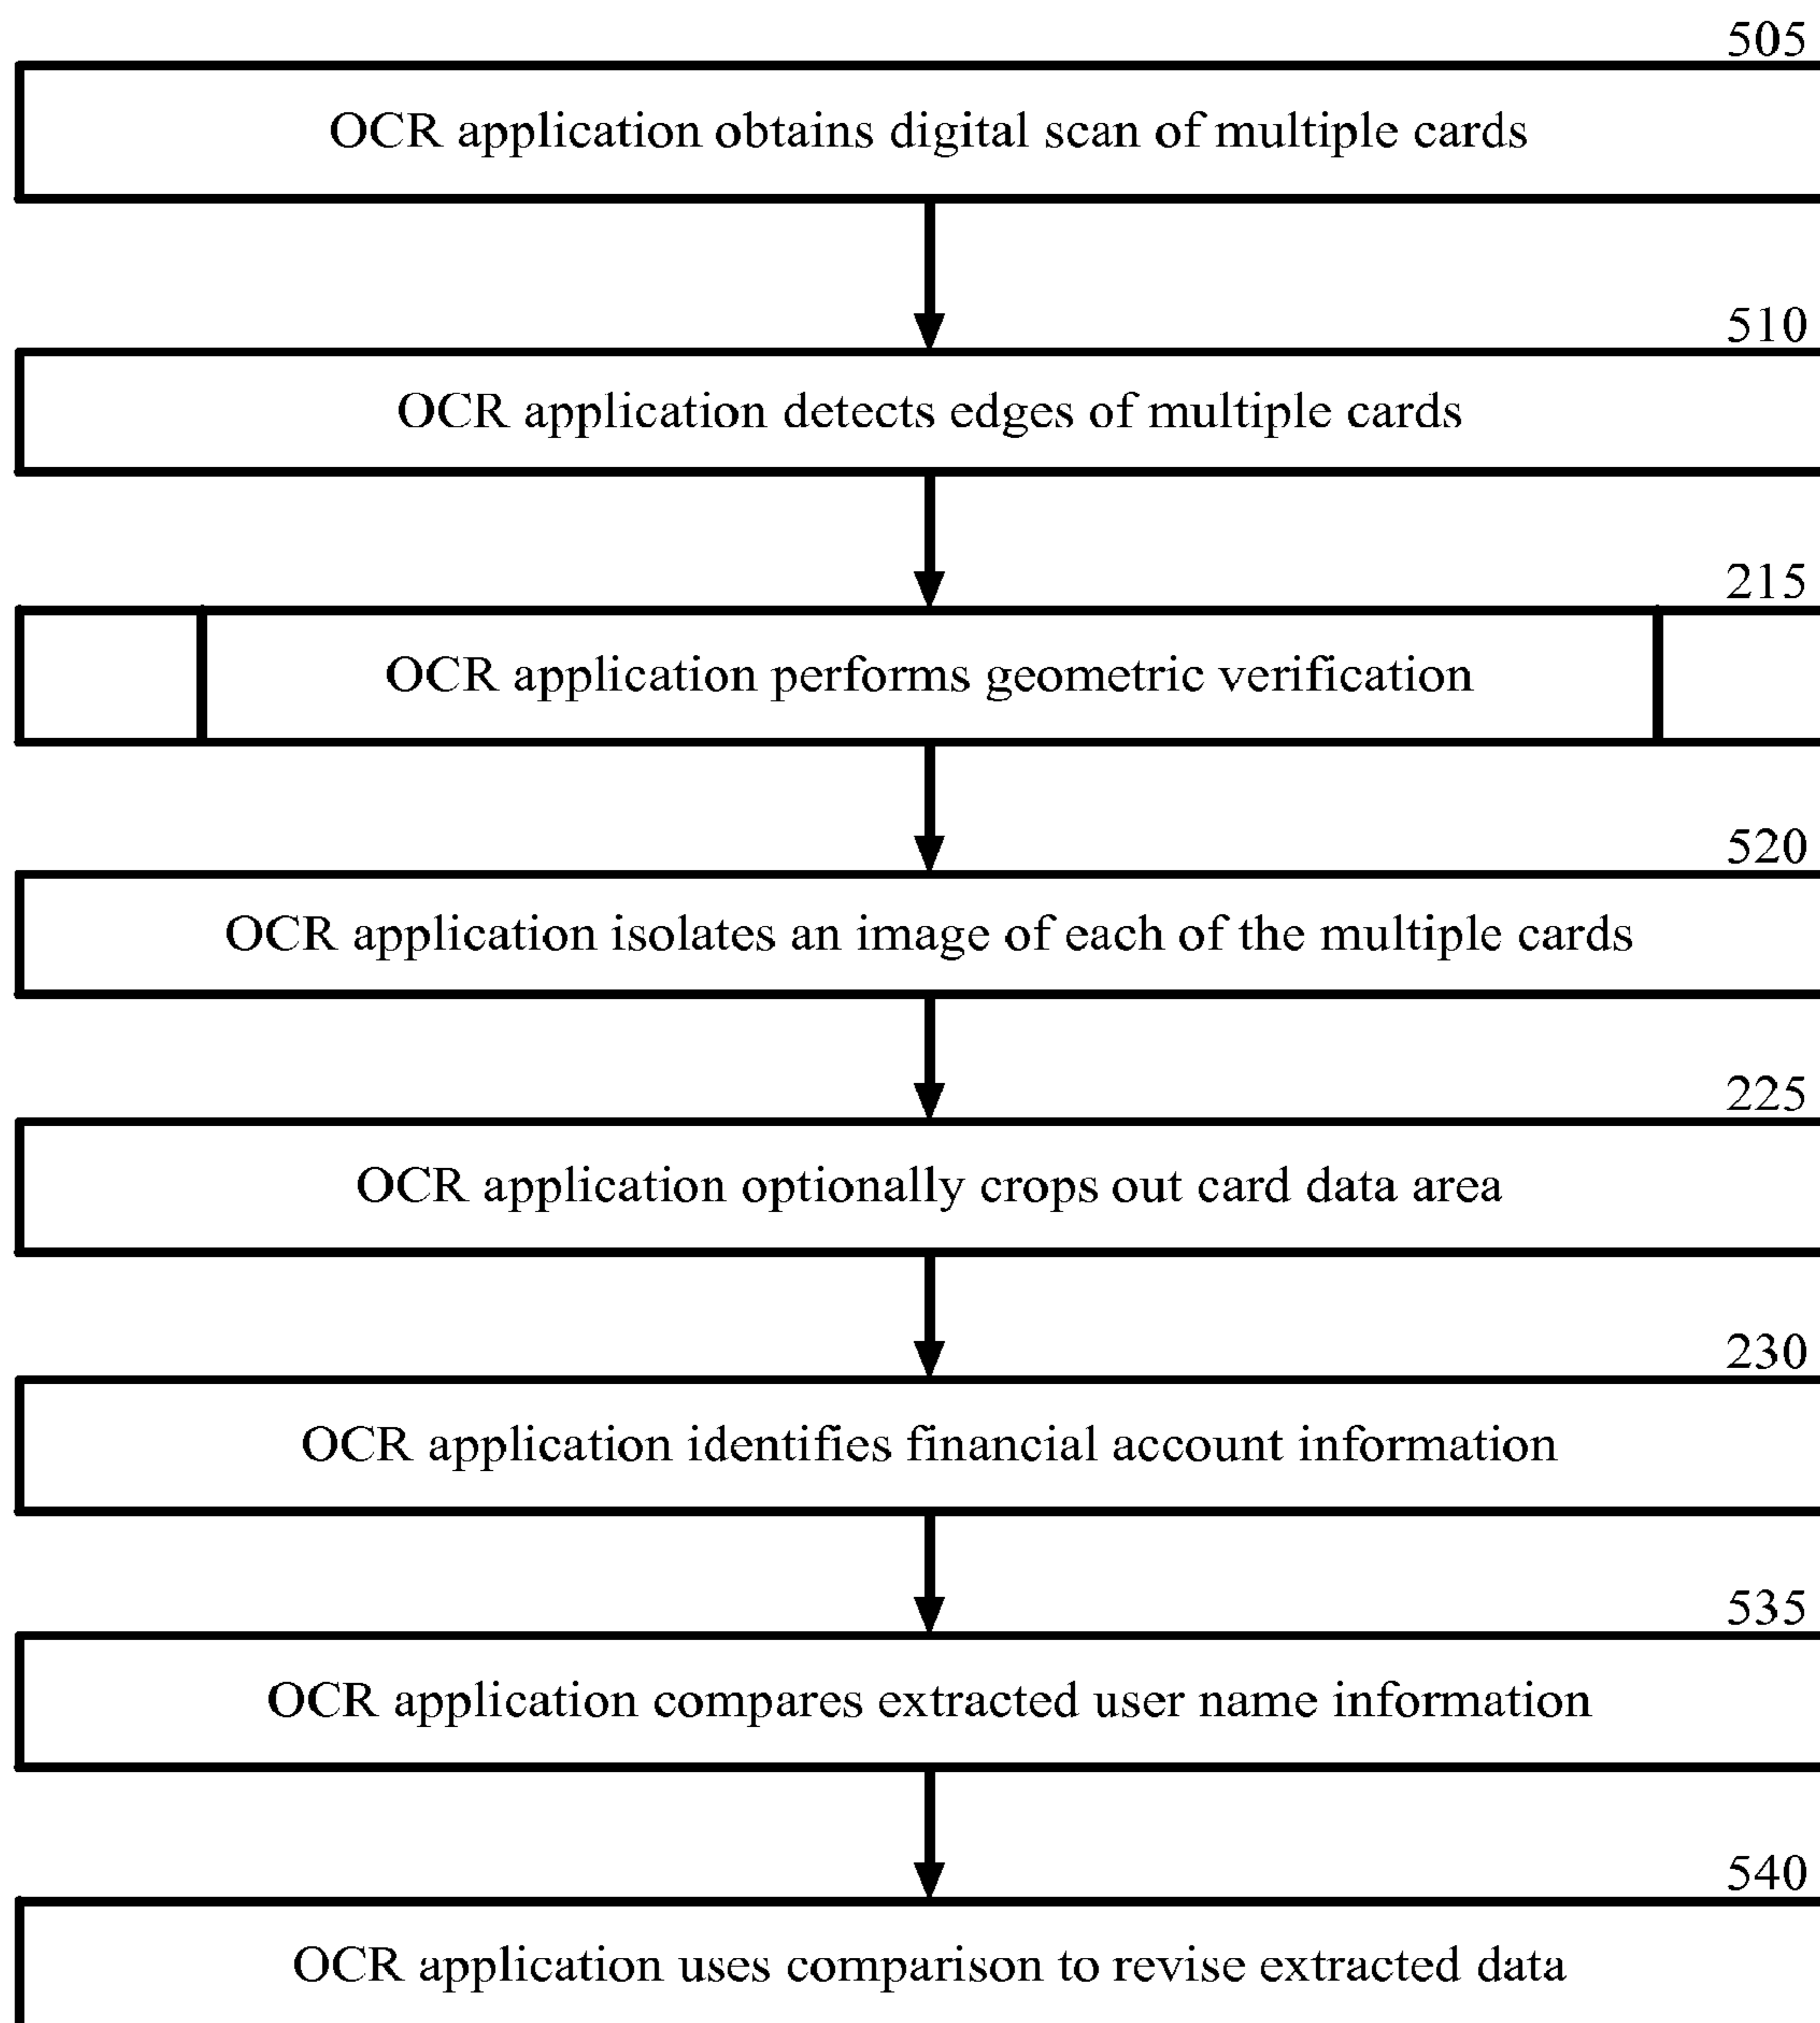 505
OCR application obtains digital scan of multiple cards
510
OCR application detects edges of multiple cards
215
OCR application performs geometric verification
520
OCR application isolates an image of each of the multiple cards
225
OCR application optionally crops out card data area
230
OCR application identifies financial account information
535
OCR application compares extracted user name information
540
OCR application uses comparison to revise extracted data